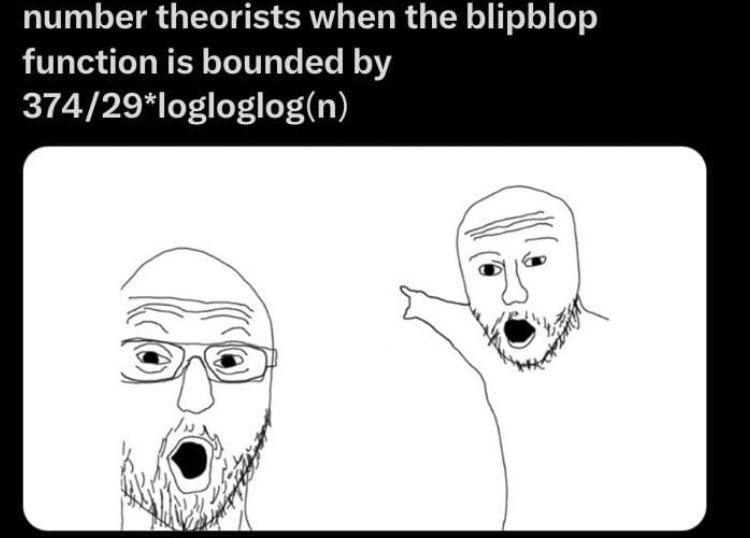 number theorists when the blipblop
function is bounded by
374/29*logloglog(n)